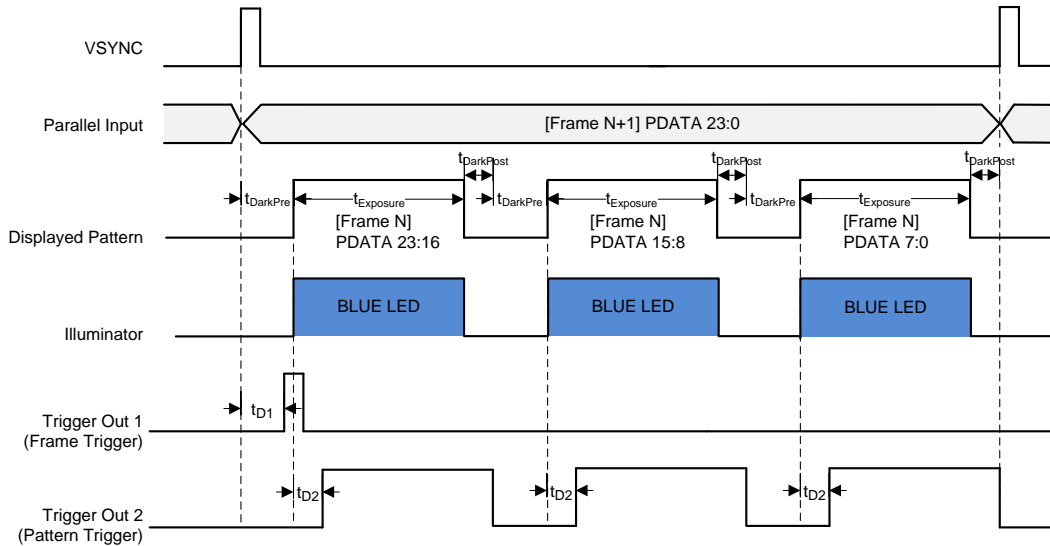 VSYNC
Parallel Input
[Frame N+1] PDATA 23:0
tDarkPost
tDarkPost
tDarkPost
tDarkPre
tExposure
tDarkPre
tExposure
tDarkPre
tExposure
Displayed Pattern
[Frame N]
PDATA 23:16
[Frame N]
PDATA 15:8
[Frame N]
PDATA 7:0
BLUE LED
BLUE LED
BLUE LED
Illuminator
tD1
Trigger Out 1
(Frame Trigger)
tD2
tD2
tD2
Trigger Out 2
(Pattern Trigger)